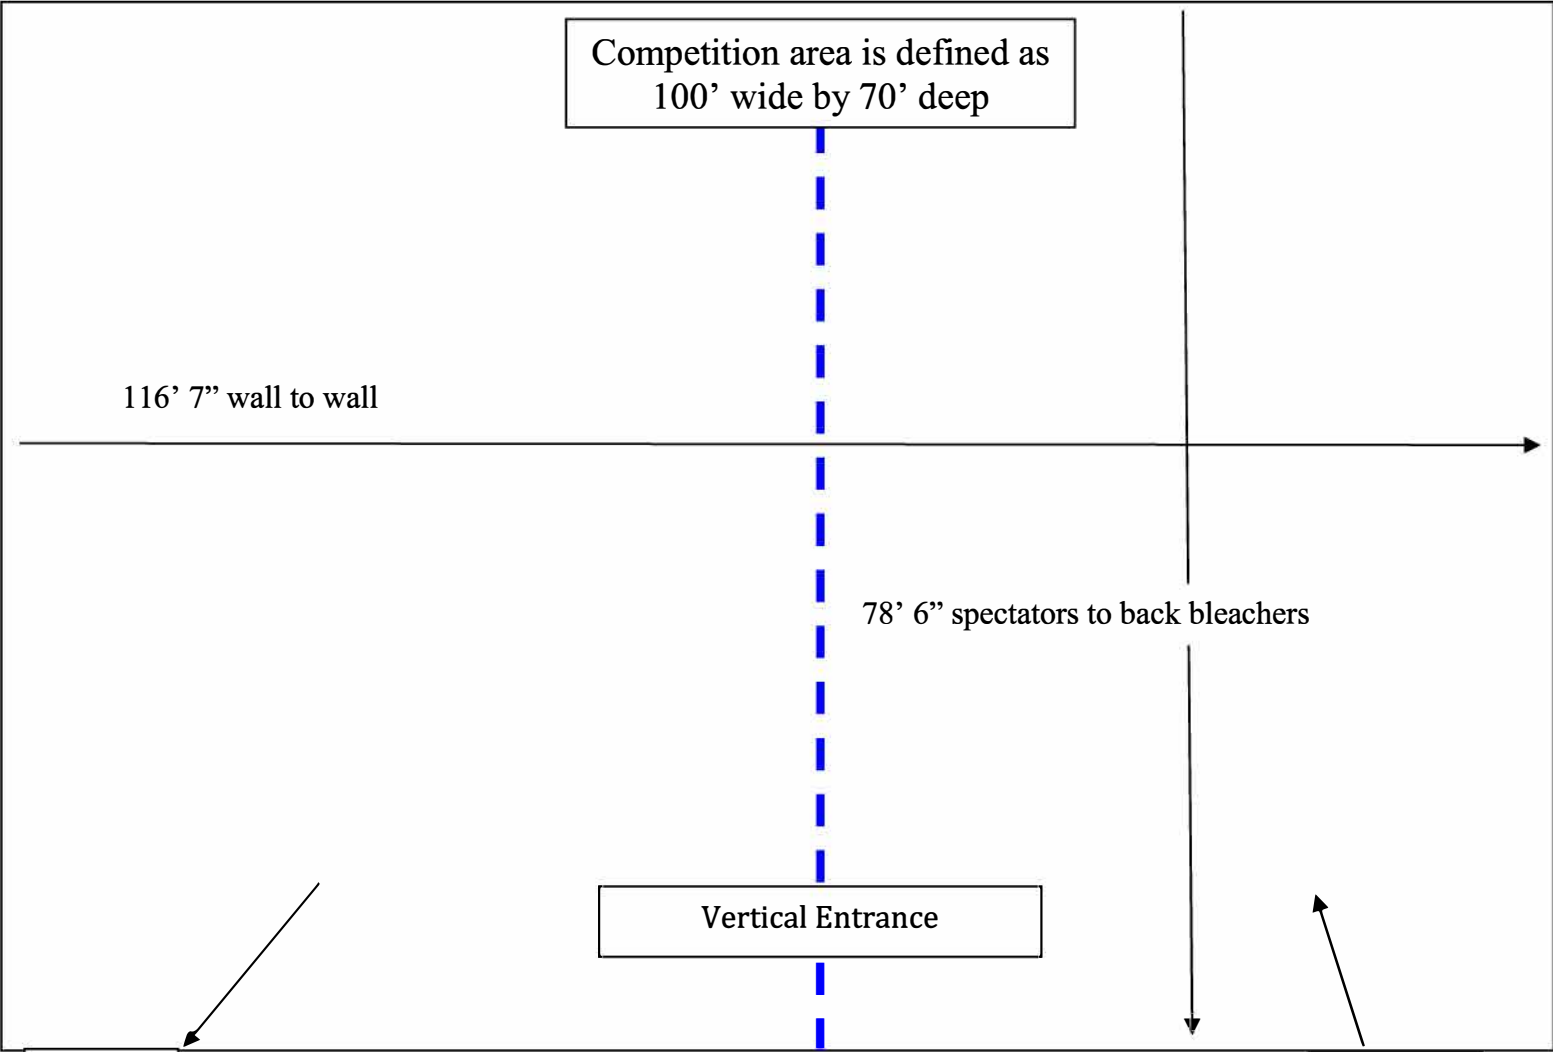 Competition area is defined as
100’ wide by 70’ deep
116’ 7” wall to wall
78’ 6” spectators to back bleachers
Vertical Entrance